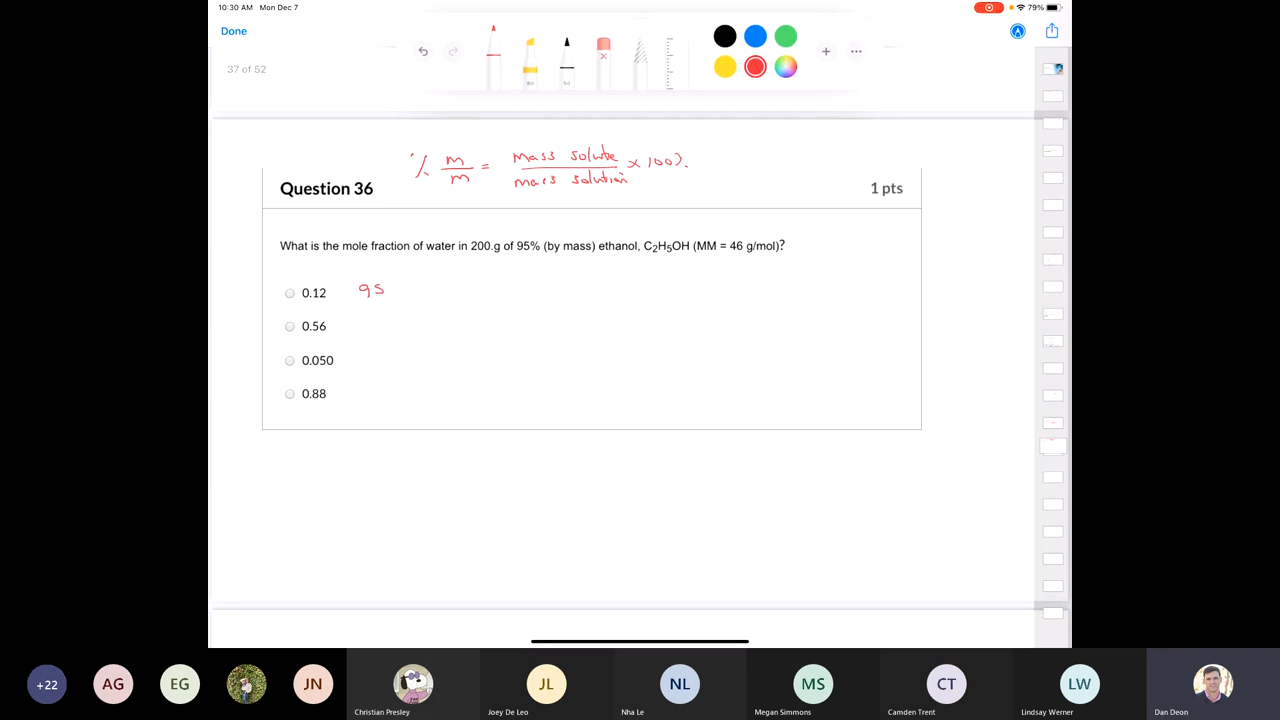 10:30 AM Mon Dec 7
79%
Done
37 of 52
% m/m = mass solute / mass solution × 100%
Question 36
1 pts
What is the mole fraction of water in 200.g of 95% (by mass) ethanol, C₂H₅OH (MM = 46 g/mol)?
0.12
95
0.56
0.050
0.88
+22
AG
EG
JN
JL
NL
MS
CT
LW
Christian Presley
Joey De Leo
Nha Le
Megan Simmons
Camden Trent
Lindsay Werner
Dan Deon